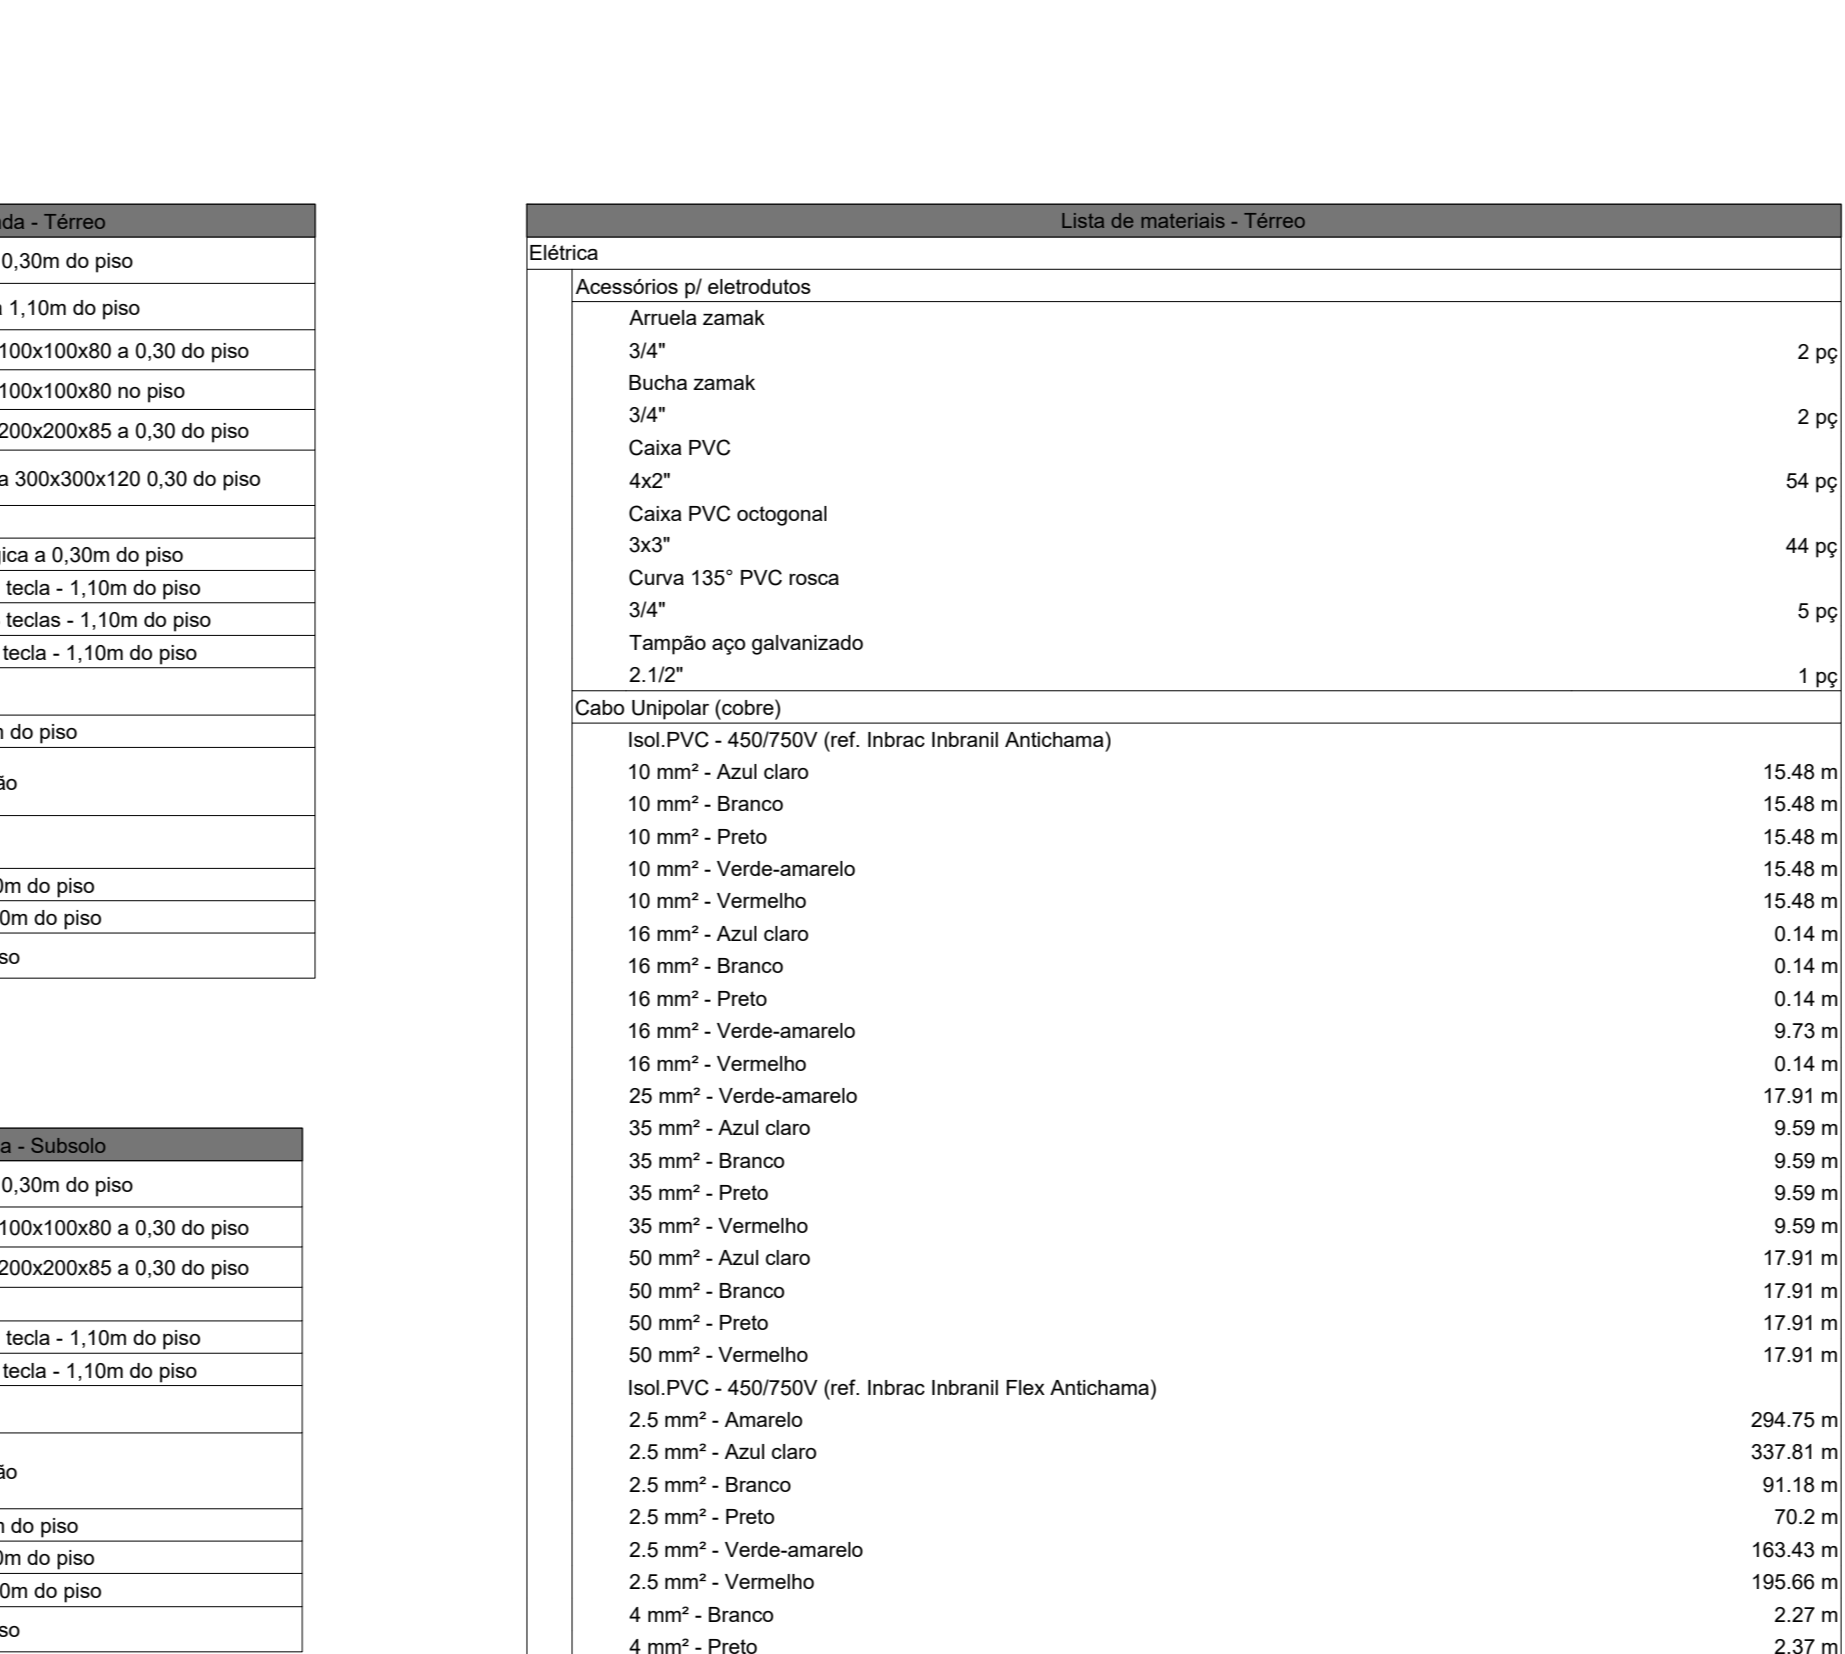 da - Térreo
0,30m do piso
1,10m do piso
100x100x80 a 0,30 do piso
100x100x80 no piso
200x200x85 a 0,30 do piso
a 300x300x120 0,30 do piso
ica a 0,30m do piso
tecla - 1,10m do piso
teclas - 1,10m do piso
tecla - 1,10m do piso
do piso
ão
0m do piso
0m do piso
so
a - Subsolo
0,30m do piso
100x100x80 a 0,30 do piso
200x200x85 a 0,30 do piso
tecla - 1,10m do piso
tecla - 1,10m do piso
ão
do piso
0m do piso
0m do piso
so
Lista de materiais - Térreo
Elétrica
Acessórios p/ eletrodutos
Arruela zamak
3/4" 2 pç
Bucha zamak
3/4" 2 pç
Caixa PVC
4x2" 54 pç
Caixa PVC octogonal
3x3" 44 pç
Curva 135° PVC rosca
3/4" 5 pç
Tampão aço galvanizado
2.1/2" 1 pç
Cabo Unipolar (cobre)
Isol.PVC - 450/750V (ref. Inbrac Inbranil Antichama)
10 mm² - Azul claro 15.48 m
10 mm² - Branco 15.48 m
10 mm² - Preto 15.48 m
10 mm² - Verde-amarelo 15.48 m
10 mm² - Vermelho 15.48 m
16 mm² - Azul claro 0.14 m
16 mm² - Branco 0.14 m
16 mm² - Preto 0.14 m
16 mm² - Verde-amarelo 9.73 m
16 mm² - Vermelho 0.14 m
25 mm² - Verde-amarelo 17.91 m
35 mm² - Azul claro 9.59 m
35 mm² - Branco 9.59 m
35 mm² - Preto 9.59 m
35 mm² - Vermelho 9.59 m
50 mm² - Azul claro 17.91 m
50 mm² - Branco 17.91 m
50 mm² - Preto 17.91 m
50 mm² - Vermelho 17.91 m
Isol.PVC - 450/750V (ref. Inbrac Inbranil Flex Antichama)
2.5 mm² - Amarelo 294.75 m
2.5 mm² - Azul claro 337.81 m
2.5 mm² - Branco 91.18 m
2.5 mm² - Preto 70.2 m
2.5 mm² - Verde-amarelo 163.43 m
2.5 mm² - Vermelho 195.66 m
4 mm² - Branco 2.27 m
4 mm² - Preto 2.37 m